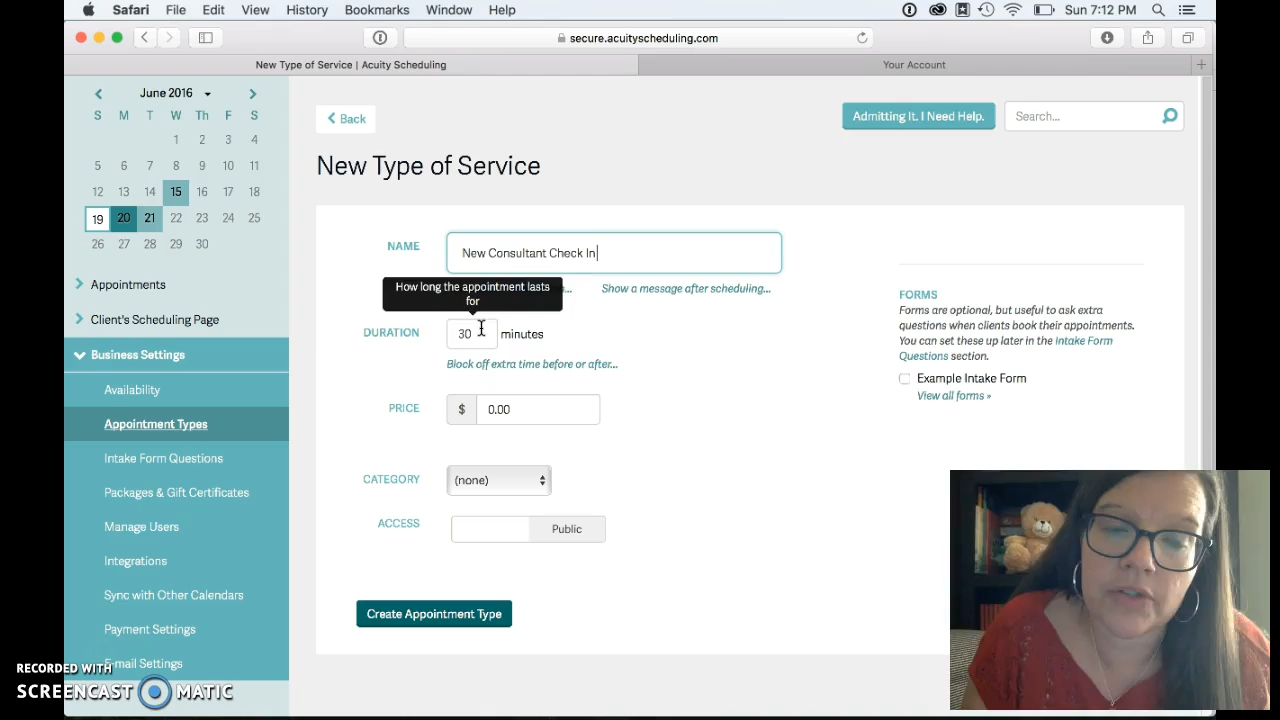 Safari File Edit View History Bookmarks Window Help Sun 7:12 PM
secure.acuityscheduling.com
New Type of Service | Acuity Scheduling Your Account
June 2016
S M T W Th F S
1 2 3 4
5 6 7 8 9 10 11
12 13 14 15 16 17 18
19 20 21 22 23 24 25
26 27 28 29 30
Appointments
Client's Scheduling Page
Business Settings
Availability
Appointment Types
Intake Form Questions
Packages & Gift Certificates
Manage Users
Integrations
Sync with Other Calendars
Payment Settings
E-mail Settings
Back
Admitting It. I Need Help.
Search...
New Type of Service
NAME
New Consultant Check In
Show a message after scheduling...
How long the appointment lasts
for
DURATION 30 minutes
Block off extra time before or after...
PRICE $ 0.00
CATEGORY (none)
ACCESS Public
Create Appointment Type
FORMS
Forms are optional, but useful to ask extra
questions when clients book their appointments.
You can set these up later in the Intake Form
Questions section.
Example Intake Form
View all forms »
RECORDED WITH
SCREENCAST MATIC